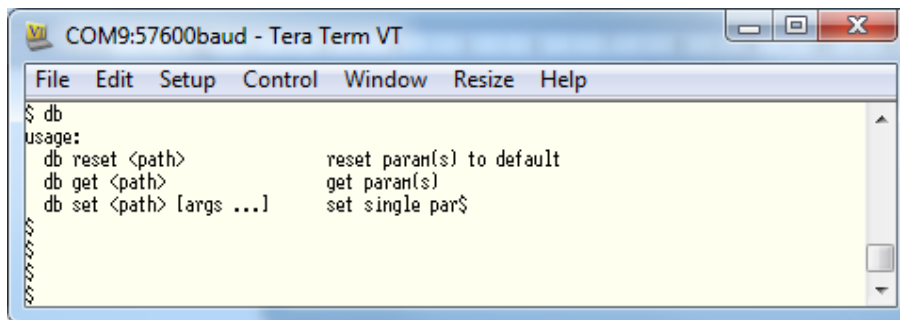 COM9:57600baud - Tera Term VT
File Edit Setup Control Window Resize Help
$ db
usage:
db reset <path> reset param(s) to default
db get <path> get param(s)
db set <path> [args ...] set single par$
$
$
$
$